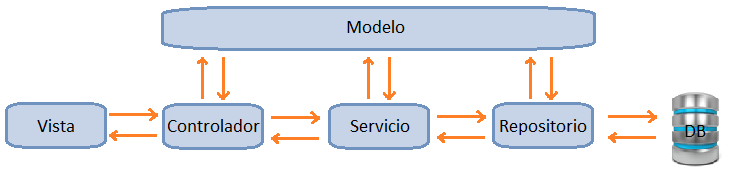 Modelo
Vista
Controlador
Servicio
Repositorio
DB